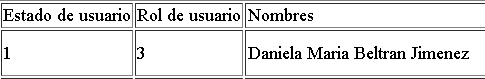 Estado de usuario Rol de usuario Nombres
1 3 Daniela Maria Beltran Jimenez